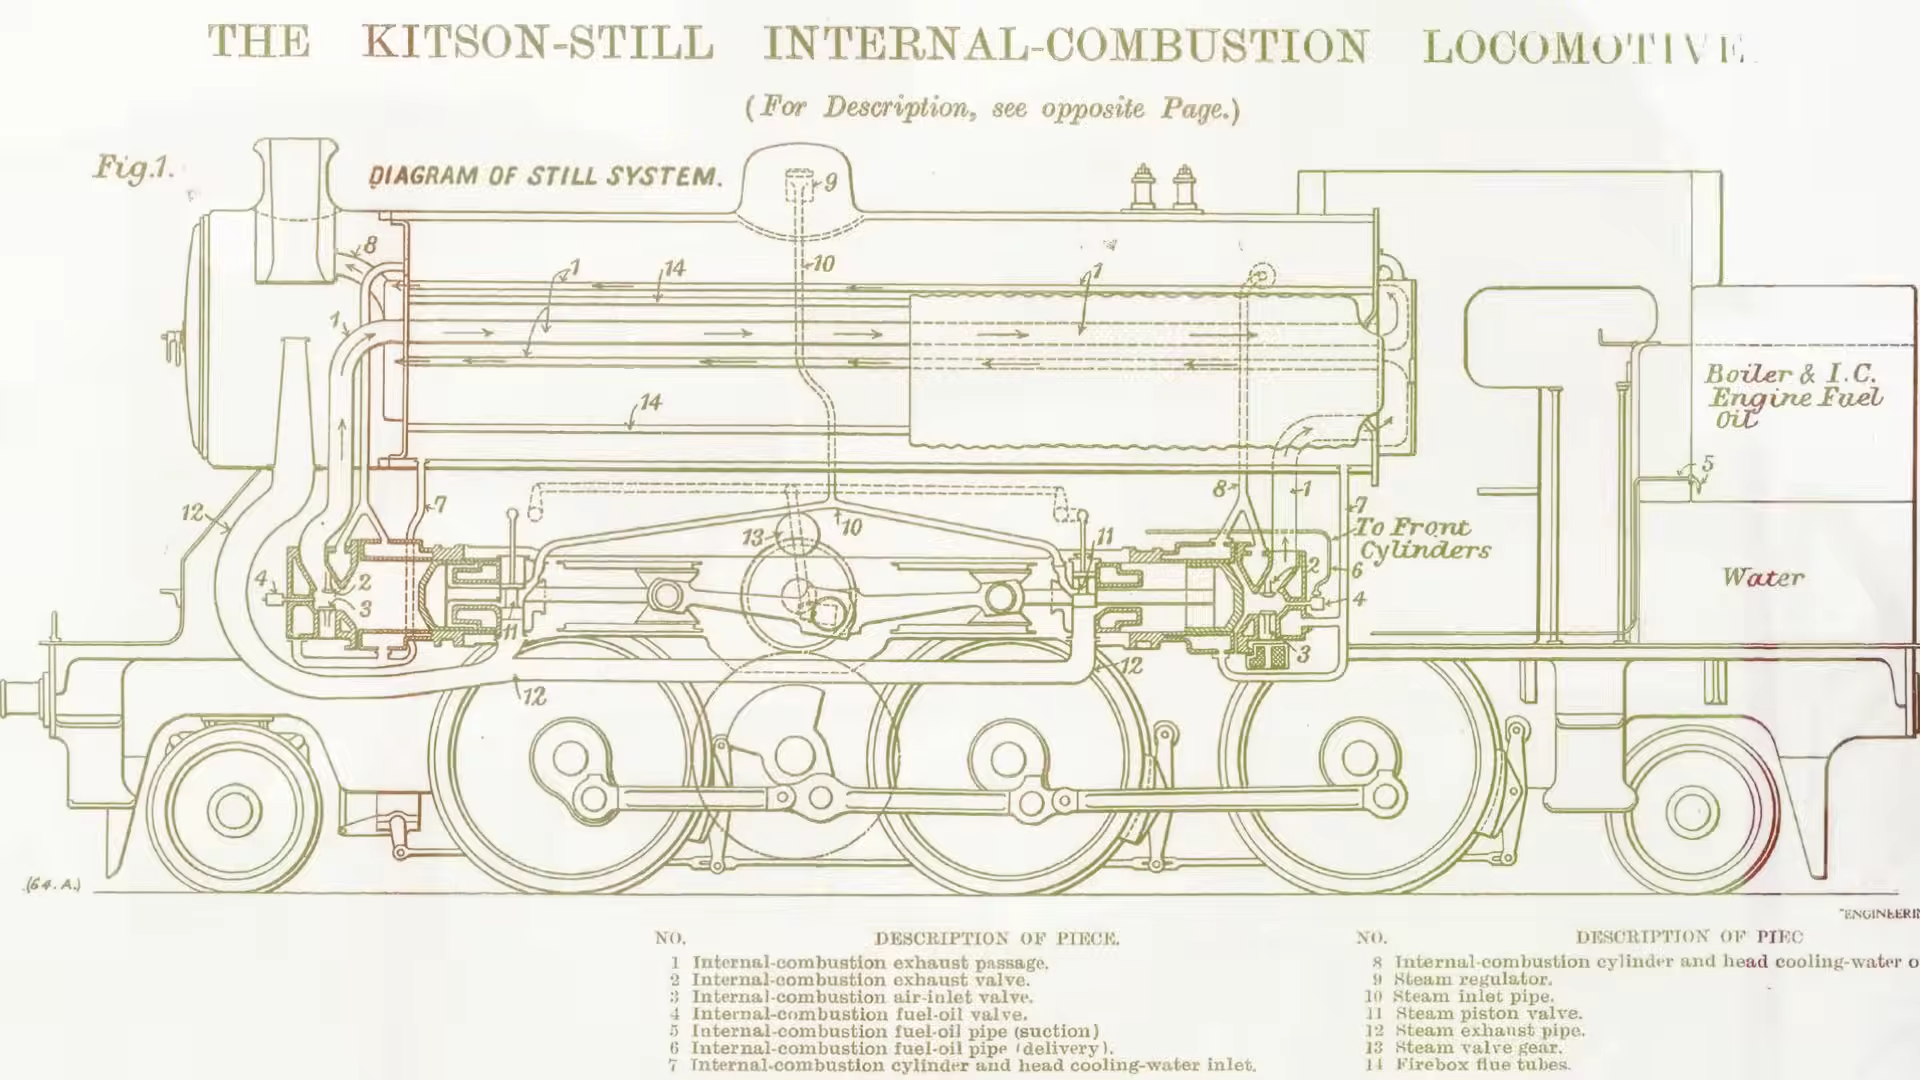 THE KITSON-STILL INTERNAL-COMBUSTION LOCOMOTIVE
(For Description, see opposite Page.)
Fig.1.
DIAGRAM OF STILL SYSTEM.
9
8
1
14
10
1
1
14
Boiler & I.C.
Engine Fuel
Oil
5
12
7
8
1
7
13
10
11
To Front
Cylinders
4
2
3
11
2
6
4
3
Water
12
12
(64. A.)
"ENGINEERIN
NO. DESCRIPTION OF PIECE.
1 Internal-combustion exhaust passage.
2 Internal-combustion exhaust valve.
3 Internal-combustion air-inlet valve.
4 Internal-combustion fuel-oil valve.
5 Internal-combustion fuel-oil pipe (suction)
6 Internal-combustion fuel-oil pipe (delivery).
7 Internal-combustion cylinder and head cooling-water inlet.
NO. DESCRIPTION OF PIEC
8 Internal-combustion cylinder and head cooling-water o
9 Steam regulator.
10 Steam inlet pipe.
11 Steam piston valve.
12 Steam exhaust pipe.
13 Steam valve gear.
14 Firebox flue tubes.